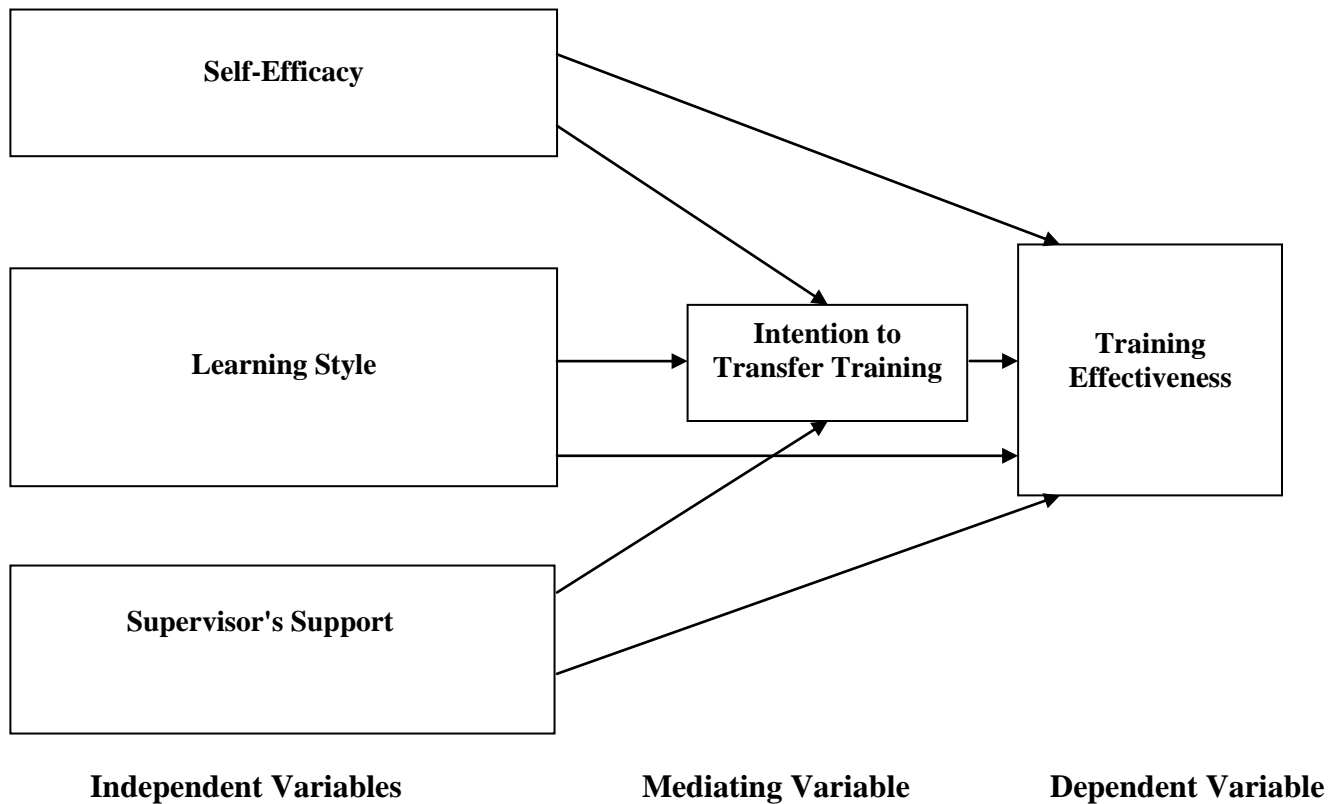 Self-Efficacy
Learning Style
Intention to
Transfer Training
Training
Effectiveness
Supervisor's Support
Independent Variables
Mediating Variable
Dependent Variable